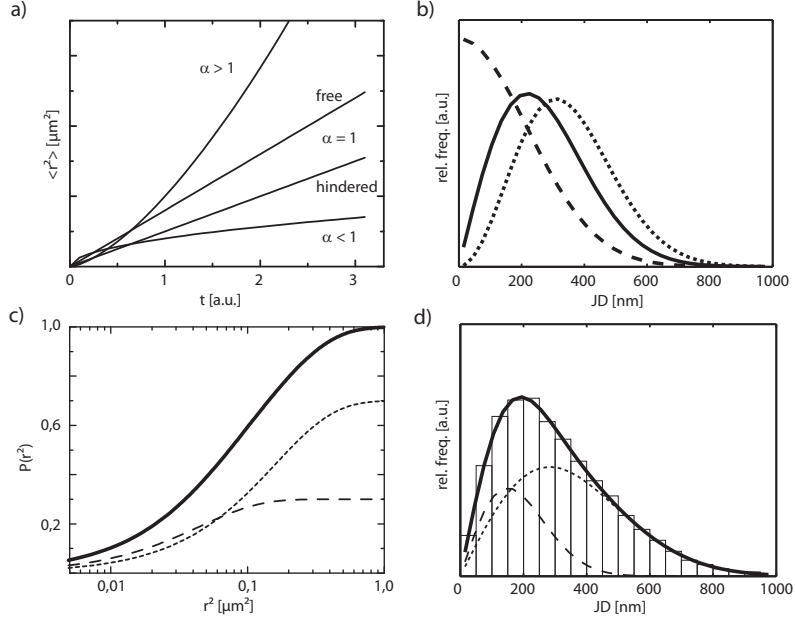 a)
<r²> [µm²]
α > 1
free
α = 1
hindered
α < 1
0
1
2
3
t [a.u.]
b)
rel. freq. [a.u.]
0
200
400
600
800
1000
JD [nm]
c)
P(r²)
1,0
0,6
0,2
0,01
0,1
1,0
r² [µm²]
d)
rel. freq. [a.u.]
0
200
400
600
800
1000
JD [nm]